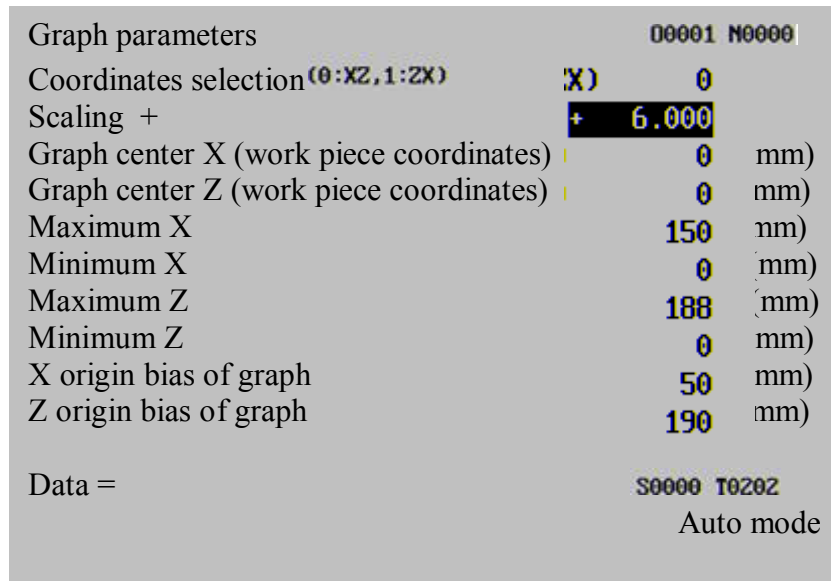 Graph parameters O0001 N0000
Coordinates selection (0:XZ,1:ZX) X) 0
Scaling + + 6.000
Graph center X (work piece coordinates) 0 mm)
Graph center Z (work piece coordinates) 0 mm)
Maximum X 150 mm)
Minimum X 0 mm)
Maximum Z 188 (mm)
Minimum Z 0 mm)
X origin bias of graph 50 mm)
Z origin bias of graph 190 mm)
Data = S0000 T0202
Auto mode